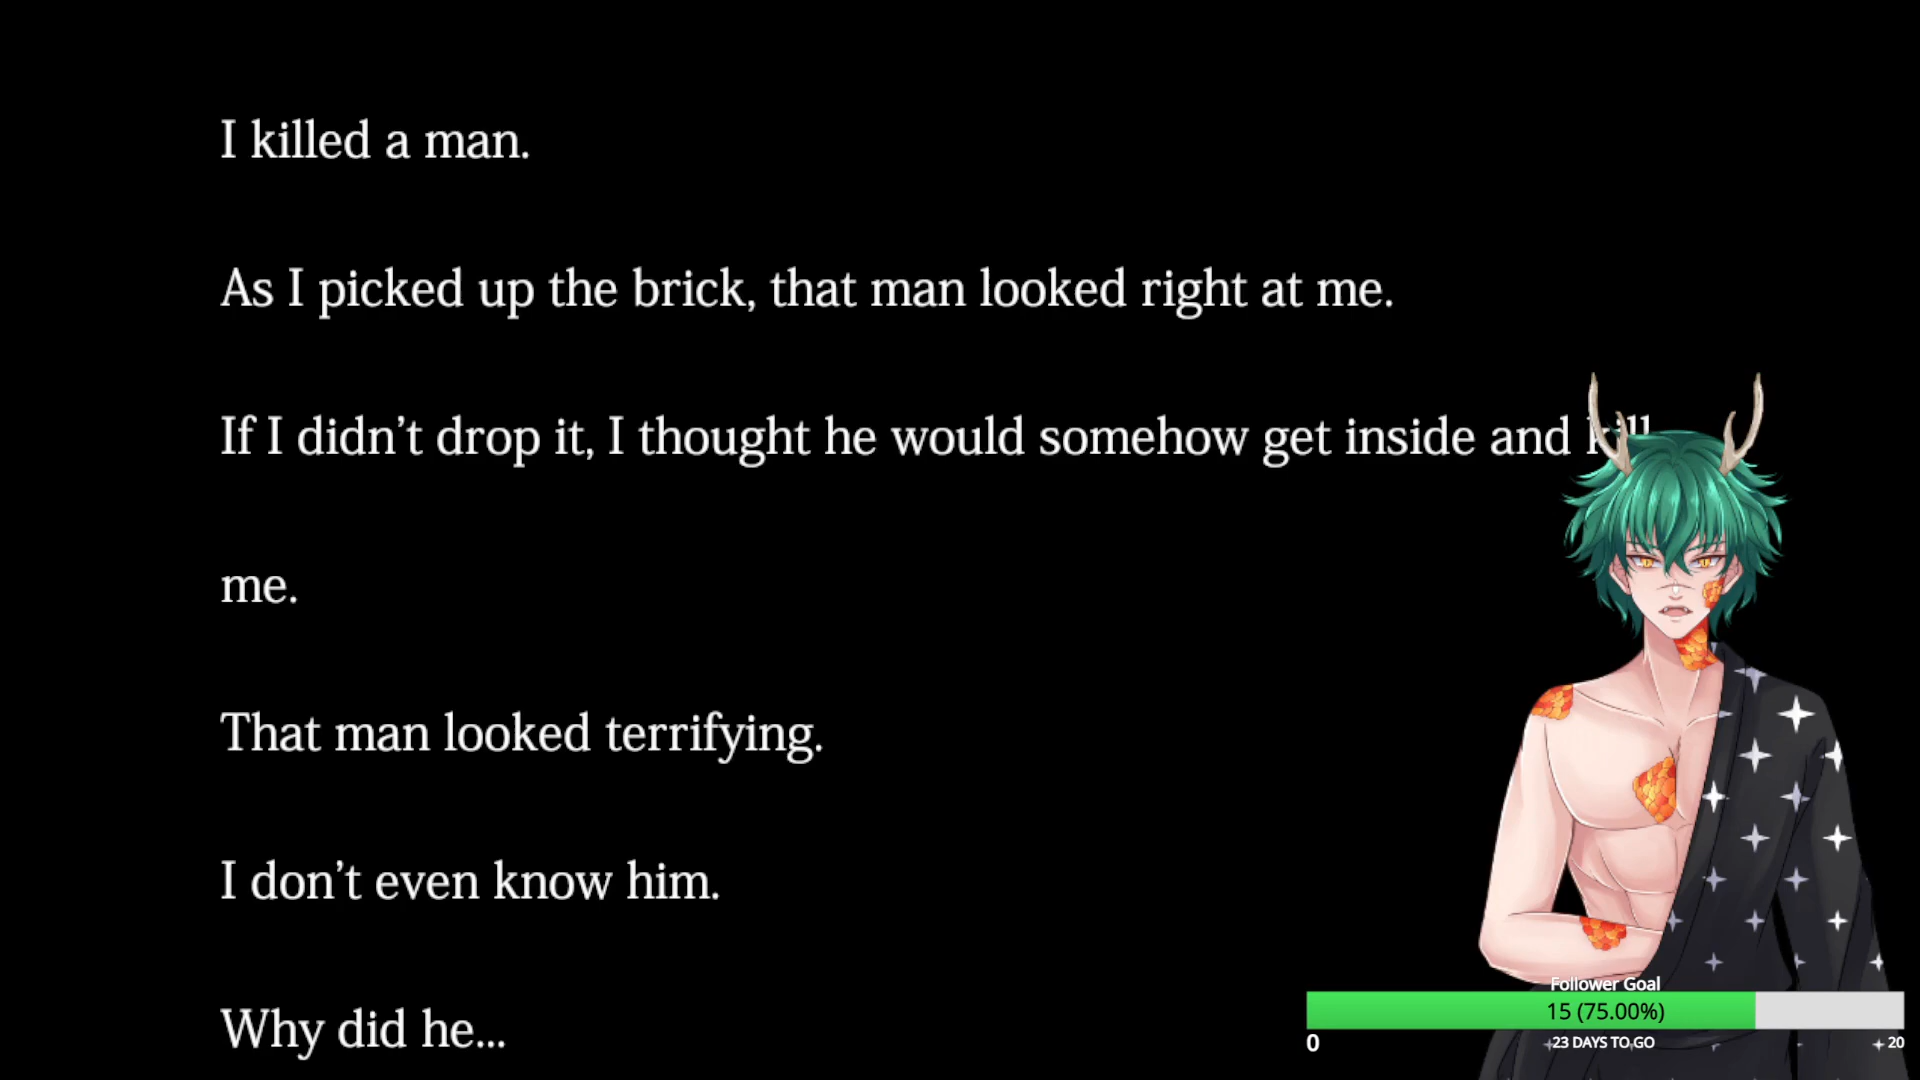 I killed a man.
As I picked up the brick, that man looked right at me.
If I didn’t drop it, I thought he would somehow get inside and kill
me.
That man looked terrifying.
I don’t even know him.
Why did he...
Follower Goal
15 (75.00%)
0
23 DAYS TO GO
20